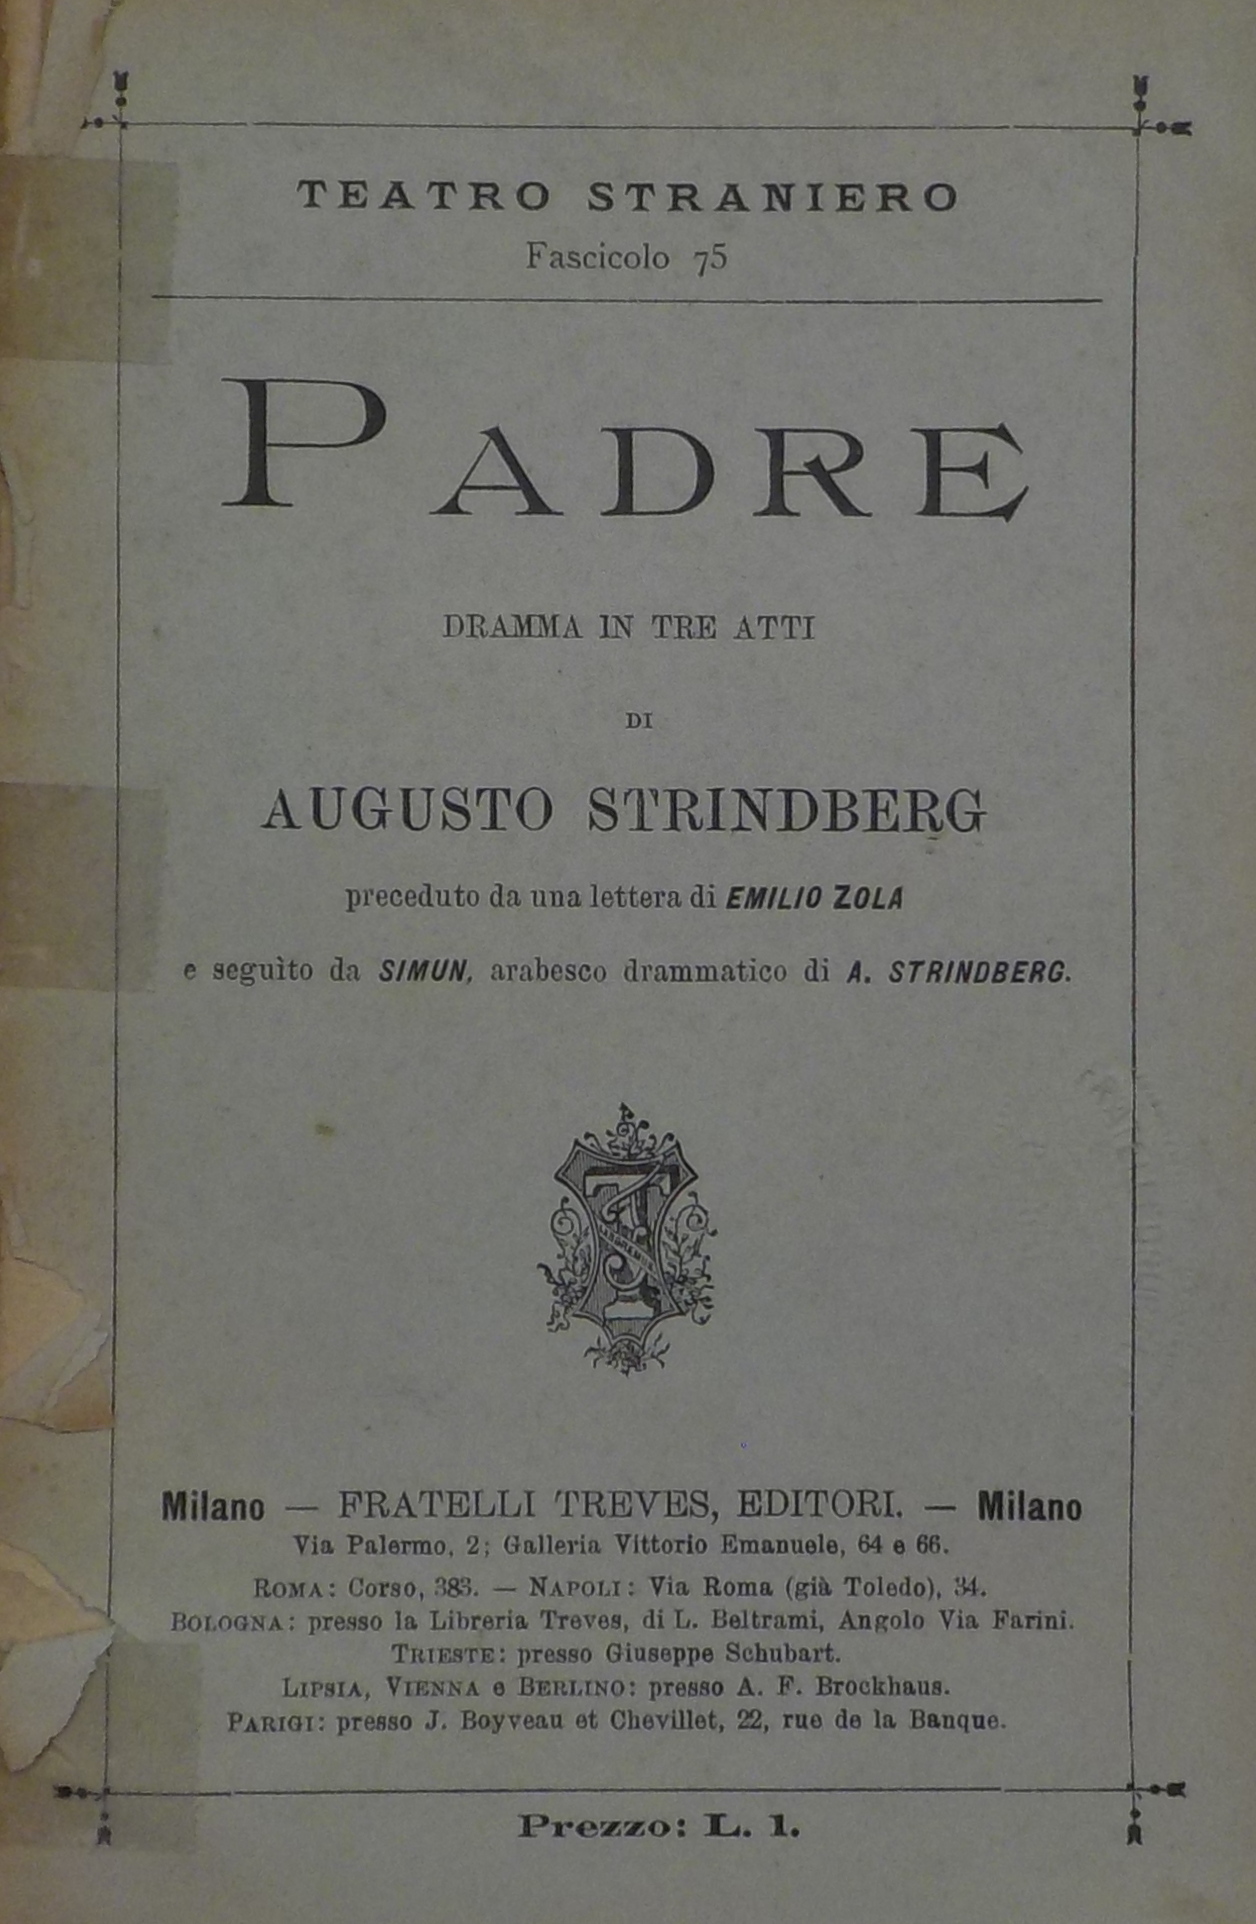 TEATRO STRANIERO
Fascicolo 75
PADRE
DRAMMA IN TRE ATTI
DI
AUGUSTO STRINDBERG
preceduto da una lettera di EMILIO ZOLA
e seguìto da SIMUN, arabesco drammatico di A. STRINDBERG.
Milano — FRATELLI TREVES, EDITORI. — Milano
Via Palermo, 2; Galleria Vittorio Emanuele, 64 e 66.
ROMA: Corso, 383. — NAPOLI: Via Roma (già Toledo), 34.
BOLOGNA: presso la Libreria Treves, di L. Beltrami, Angolo Via Farini.
TRIESTE: presso Giuseppe Schubart.
LIPSIA, VIENNA e BERLINO: presso A. F. Brockhaus.
PARIGI: presso J. Boyveau et Chevillet, 22, rue de la Banque.
Prezzo: L. 1.